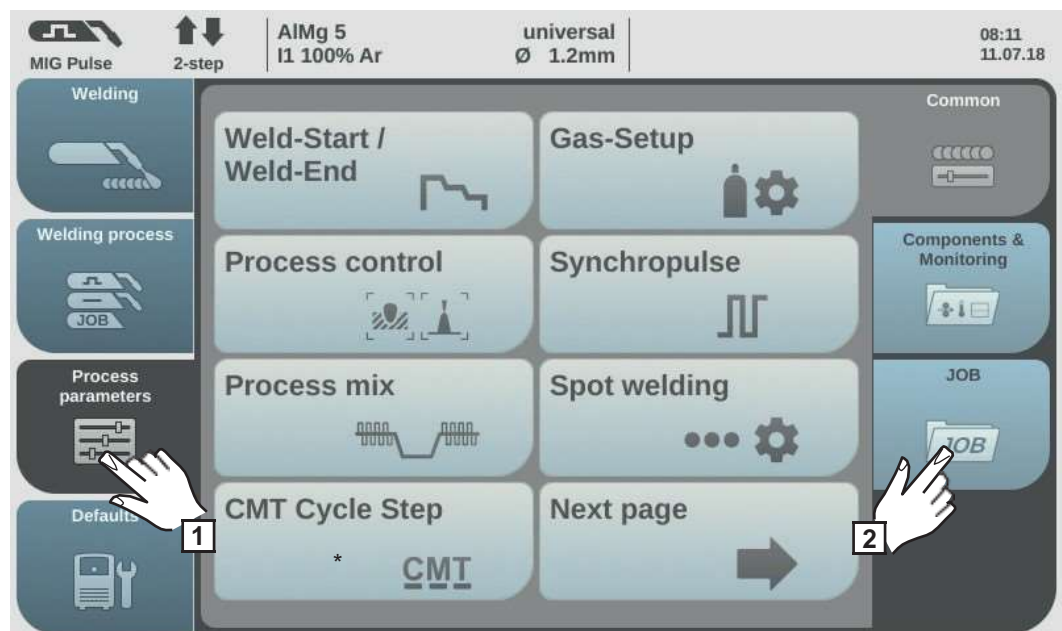 MIG Pulse
2-step
AlMg 5
I1 100% Ar
universal
Ø 1.2mm
08:11
11.07.18
Welding
Welding process
JOB
Process
parameters
Defaults
1
Weld-Start /
Weld-End
Gas-Setup
Process control
Synchropulse
Process mix
Spot welding
CMT Cycle Step
* CMT
Next page
Common
Components &
Monitoring
JOB
JOB
2